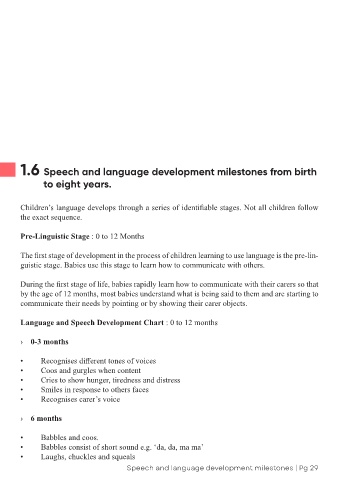 1.6 Speech and language development milestones from birth
to eight years.
Children's language develops through a series of identifiable stages. Not all children follow
the exact sequence.
Pre-Linguistic Stage : 0 to 12 Months
The first stage of development in the process of children learning to use language is the pre-lin-
guistic stage. Babies use this stage to learn how to communicate with others.
During the first stage of life, babies rapidly learn how to communicate with their carers so that
by the age of 12 months, most babies understand what is being said to them and are starting to
communicate their needs by pointing or by showing their carer objects.
Language and Speech Development Chart : 0 to 12 months
› 0-3 months
• Recognises different tones of voices
• Coos and gurgles when content
• Cries to show hunger, tiredness and distress
• Smiles in response to others faces
• Recognises carer's voice
› 6 months
• Babbles and coos.
• Babbles consist of short sound e.g. 'da, da, ma ma'
• Laughs, chuckles and squeals
Speech and language development milestones | Pg 29